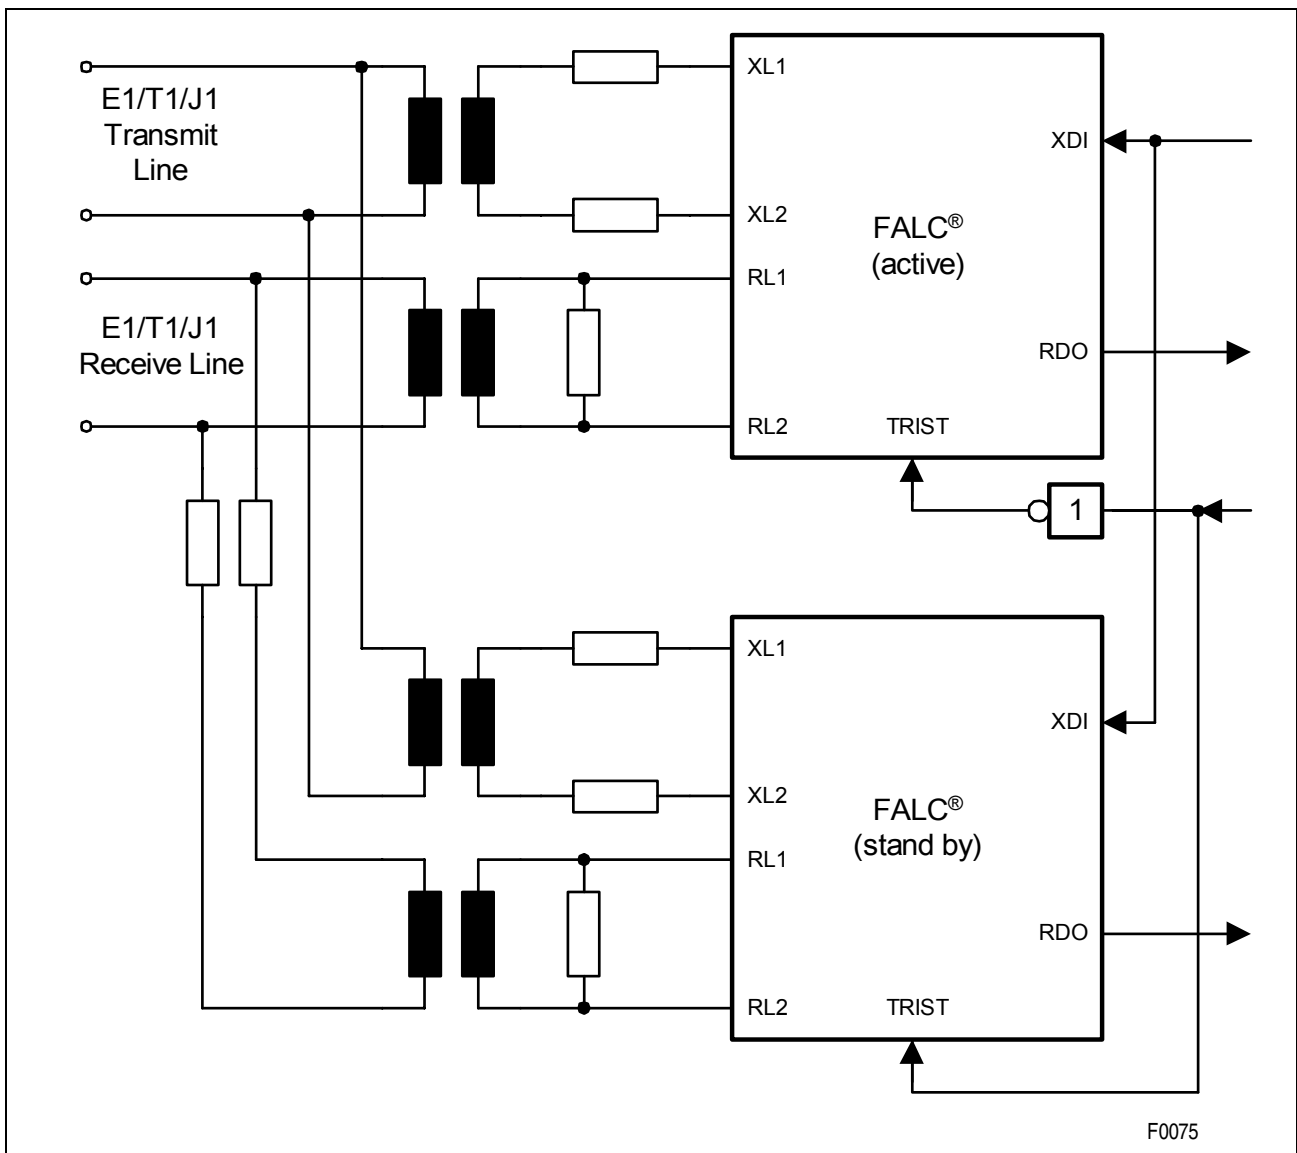 E1/T1/J1
Transmit
Line
E1/T1/J1
Receive Line
XL1
XL2
RL1
RL2
XDI
RDO
TRIST
FALC®
(active)
1
XL1
XL2
RL1
RL2
XDI
RDO
TRIST
FALC®
(stand by)
F0075